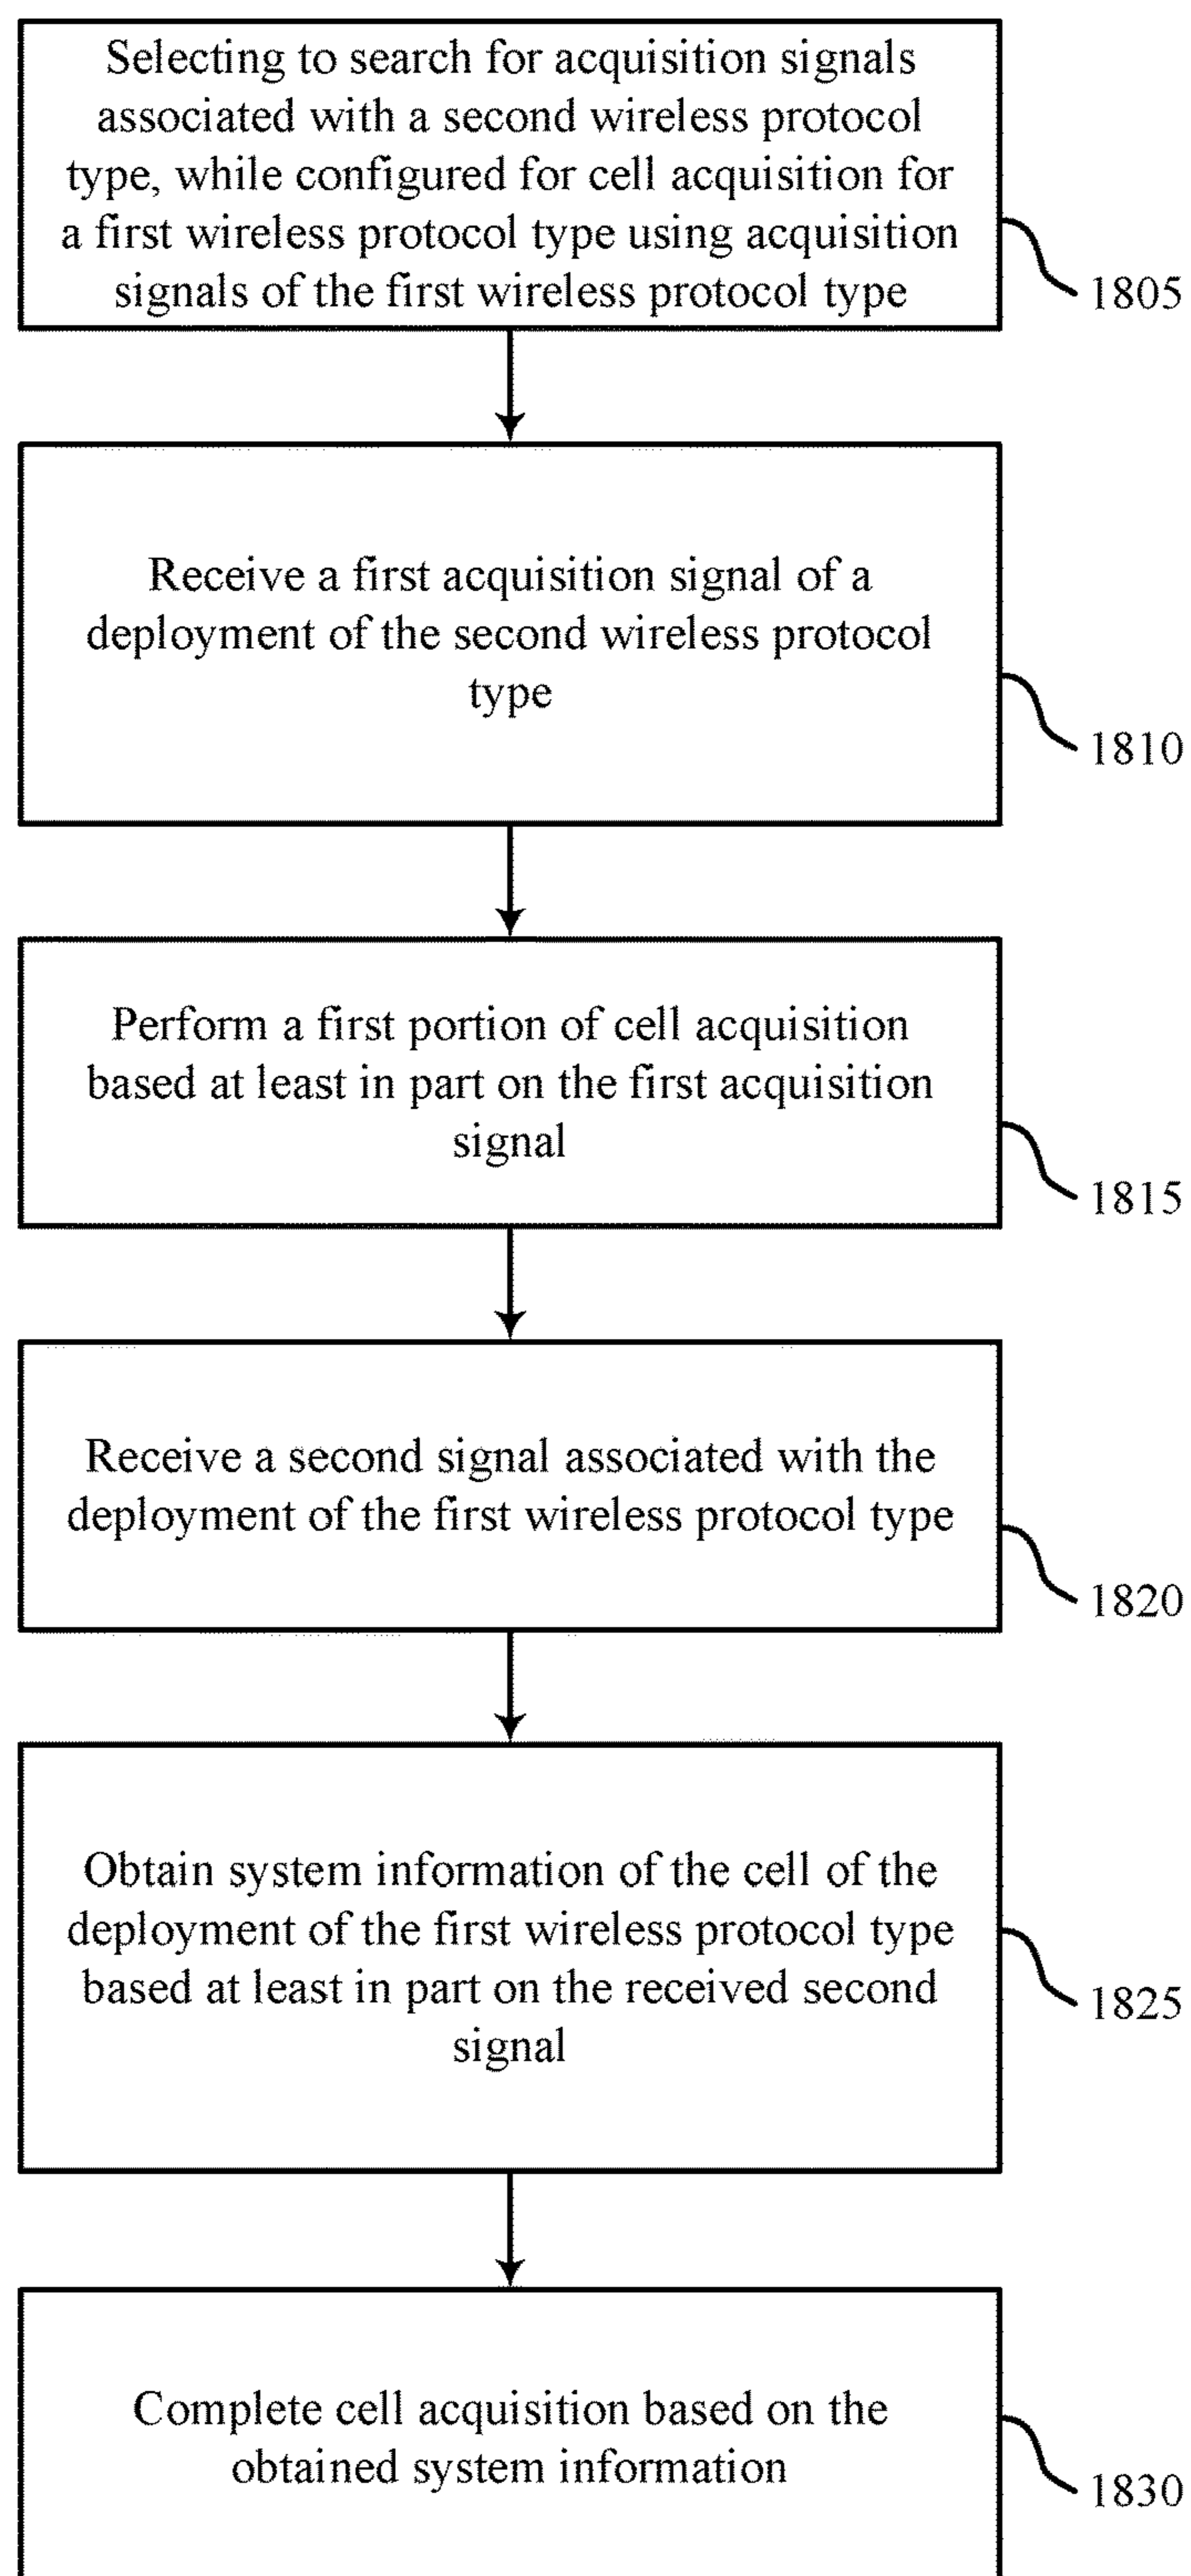 Selecting to search for acquisition signals
associated with a second wireless protocol
type, while configured for cell acquisition for
a first wireless protocol type using acquisition
signals of the first wireless protocol type
1805
Receive a first acquisition signal of a
deployment of the second wireless protocol
type
1810
Perform a first portion of cell acquisition
based at least in part on the first acquisition
signal
1815
Receive a second signal associated with the
deployment of the first wireless protocol type
1820
Obtain system information of the cell of the
deployment of the first wireless protocol type
based at least in part on the received second
signal
1825
Complete cell acquisition based on the
obtained system information
1830